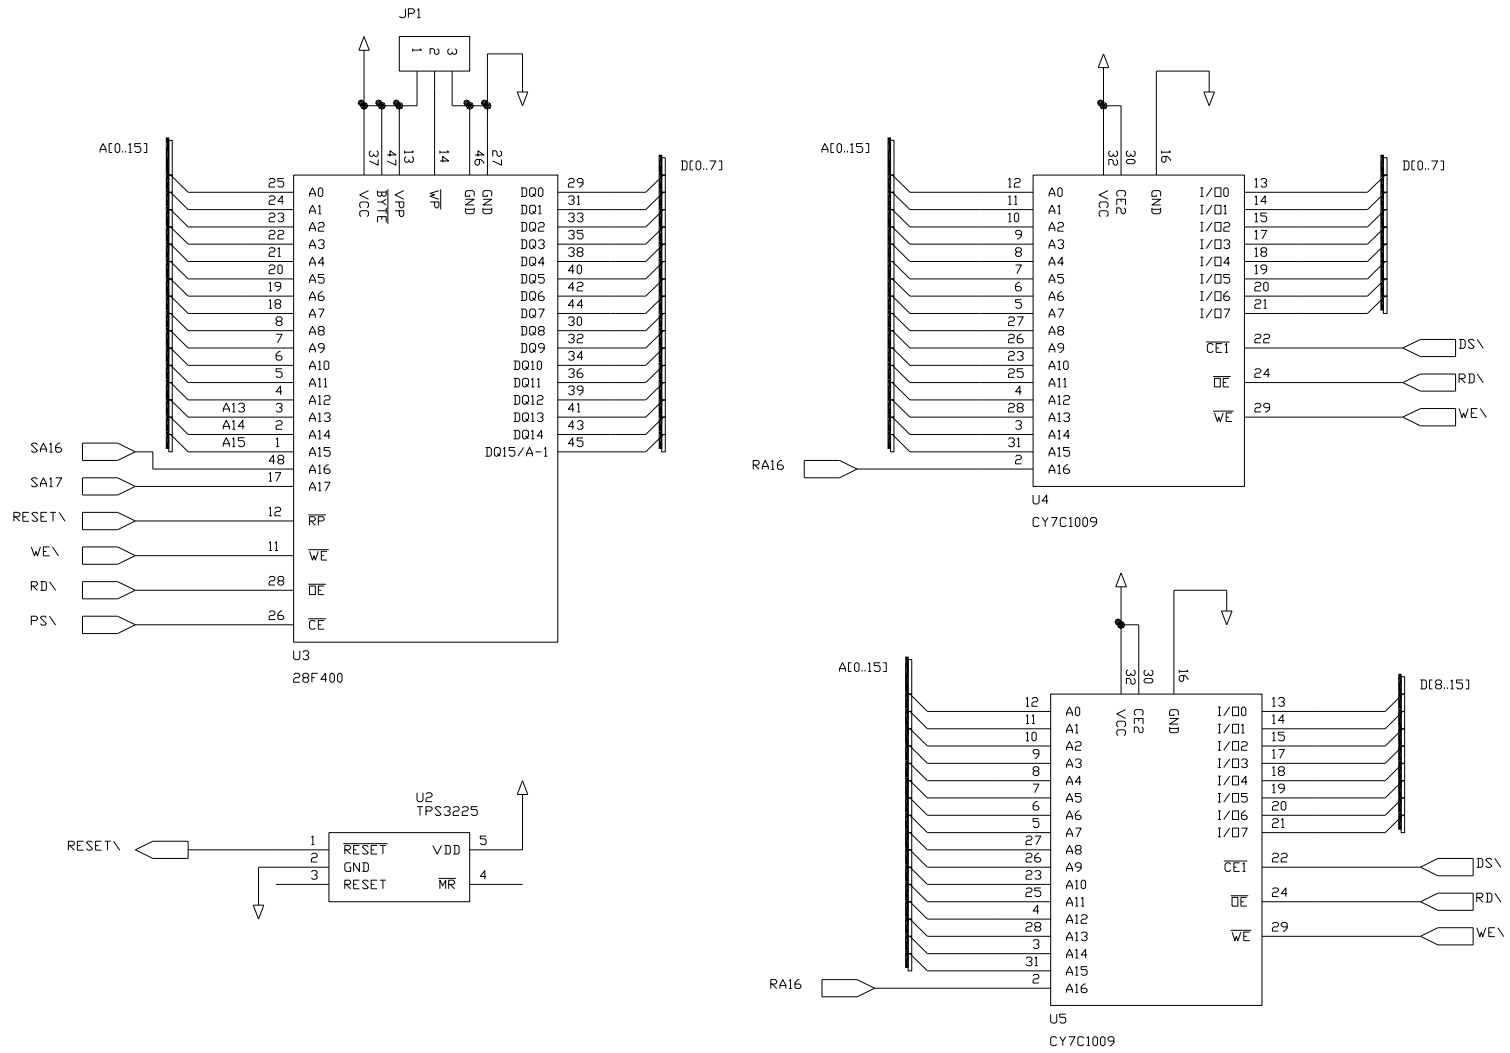 JP1
1 2 3
A[0..15]
37 47 13 14 46 27
D[0..7]
VCC BYTE VPP WP GND GND
25 A0 DQ0 29
24 A1 DQ1 31
23 A2 DQ2 33
22 A3 DQ3 35
21 A4 DQ4 38
20 A5 DQ5 40
19 A6 DQ6 42
18 A7 DQ7 44
8 A8 DQ8 30
7 A9 DQ9 32
6 A10 DQ10 34
5 A11 DQ11 36
4 A12 DQ12 39
A13 3 A13 DQ13 41
A14 2 A14 DQ14 43
A15 1 A15 DQ15/A-1 45
SA16 48 A16
SA17 17 A17
RESET\ 12 RP
WE\ 11 WE
RD\ 28 OE
PS\ 26 CE
U3
28F400
U2
TPS3225
RESET\ 1 RESET VDD 5
2 GND
3 RESET MR 4
A[0..15]
32 30 16
D[0..7]
VCC CE2 GND
12 A0 I/O0 13
11 A1 I/O1 14
10 A2 I/O2 15
9 A3 I/O3 17
8 A4 I/O4 18
7 A5 I/O5 19
6 A6 I/O6 20
5 A7 I/O7 21
27 A8
26 A9 CE1 22 DS\
23 A10
25 A11 OE 24 RD\
4 A12
28 A13 WE 29 WE\
3 A14
31 A15
RA16 2 A16
U4
CY7C1009
A[0..15]
32 30 16
D[8..15]
VCC CE2 GND
12 A0 I/O0 13
11 A1 I/O1 14
10 A2 I/O2 15
9 A3 I/O3 17
8 A4 I/O4 18
7 A5 I/O5 19
6 A6 I/O6 20
5 A7 I/O7 21
27 A8
26 A9 CE1 22 DS\
23 A10
25 A11 OE 24 RD\
4 A12
28 A13 WE 29 WE\
3 A14
31 A15
RA16 2 A16
U5
CY7C1009